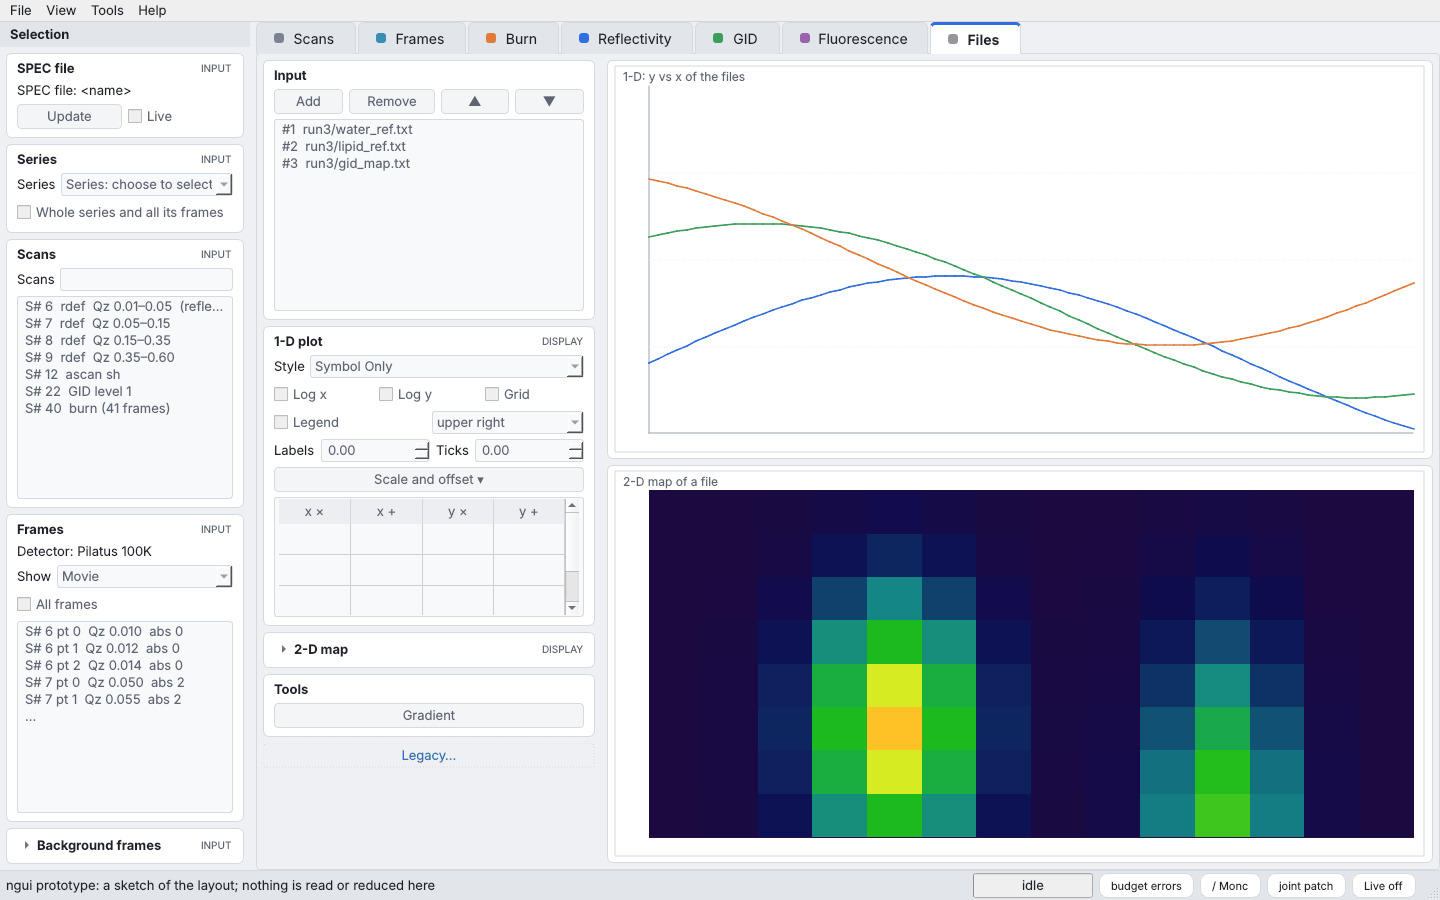 File View Tools Help
Selection
SPEC file INPUT
SPEC file: <name>
Update Live
Series INPUT
Series Series: choose to select
Whole series and all its frames
Scans INPUT
Scans
S# 6 rdef Qz 0.01–0.05 (refle...
S# 7 rdef Qz 0.05–0.15
S# 8 rdef Qz 0.15–0.35
S# 9 rdef Qz 0.35–0.60
S# 12 ascan sh
S# 22 GID level 1
S# 40 burn (41 frames)
Frames INPUT
Detector: Pilatus 100K
Show Movie
All frames
S# 6 pt 0 Qz 0.010 abs 0
S# 6 pt 1 Qz 0.012 abs 0
S# 6 pt 2 Qz 0.014 abs 0
S# 7 pt 0 Qz 0.050 abs 2
S# 7 pt 1 Qz 0.055 abs 2
...
Background frames INPUT
Scans Frames Burn Reflectivity GID Fluorescence Files
Input
Add Remove ▲ ▼
#1 run3/water_ref.txt
#2 run3/lipid_ref.txt
#3 run3/gid_map.txt
1-D plot DISPLAY
Style Symbol Only
Log x Log y Grid
Legend upper right
Labels 0.00 Ticks 0.00
Scale and offset ▾
x × x + y × y +
2-D map DISPLAY
Tools
Gradient
Legacy...
1-D: y vs x of the files
2-D map of a file
ngui prototype: a sketch of the layout; nothing is read or reduced here
idle budget errors / Monc joint patch Live off